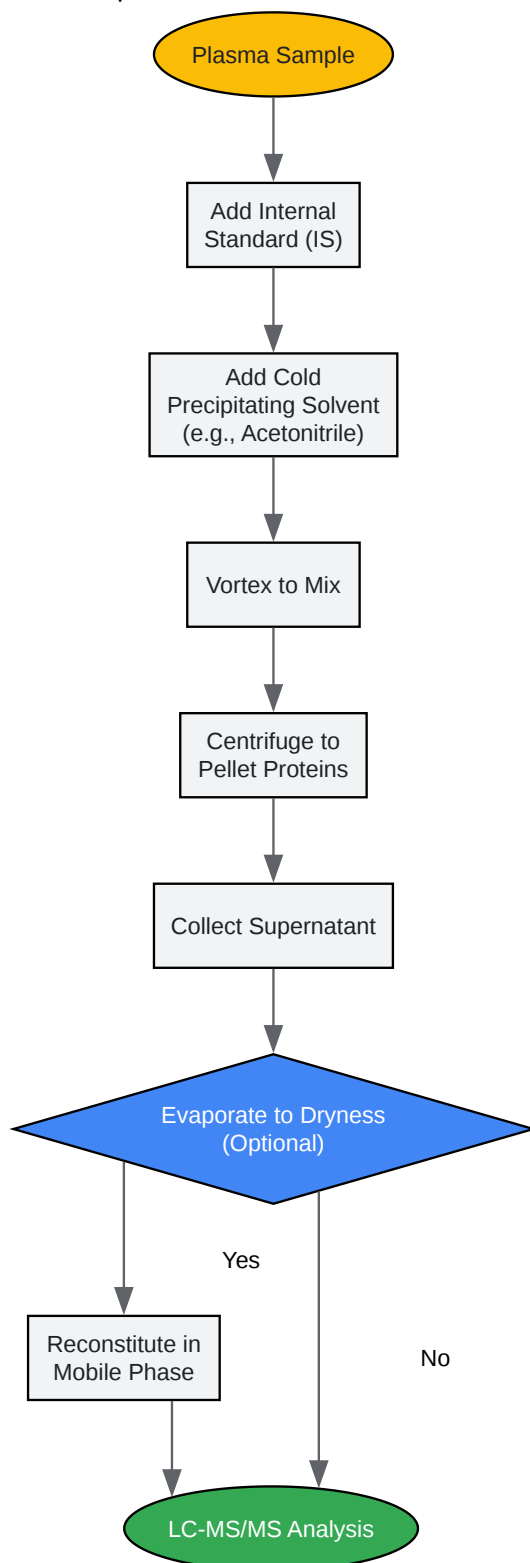 Plasma Sample
Add Internal
Standard (IS)
Add Cold
Precipitating Solvent
(e.g., Acetonitrile)
Vortex to Mix
Centrifuge to
Pellet Proteins
Collect Supernatant
Evaporate to Dryness
(Optional)
Yes
Reconstitute in
Mobile Phase
No
LC-MS/MS Analysis